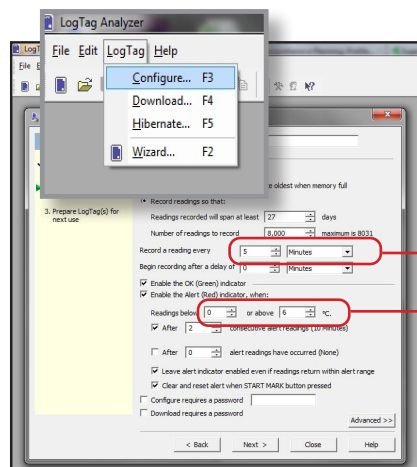 LogTag Analyzer
File Edit LogTag Help
Configure... F3
Download... F4
Hibernate... F5
Wizard... F2
oldest when memory full
Record readings so that:
3. Prepare LogTag(s) for
next use
Readings recorded will span at least 27 days
Number of readings to record 8,000 maximum is 8031
Record a reading every 5 Minutes
Begin recording after a delay of 0 Minutes
Enable the OK (Green) indicator
Enable the Alert (Red) indicator, when:
Readings below 0 or above 6 °C.
After 2 consecutive alert readings (10 Minutes)
After 0 alert readings have occurred (None)
Leave alert indicator enabled even if readings return within alert range
Clear and reset alert when START MARK button pressed
Configure requires a password
Download requires a password
Advanced >>
< Back Next > Close Help